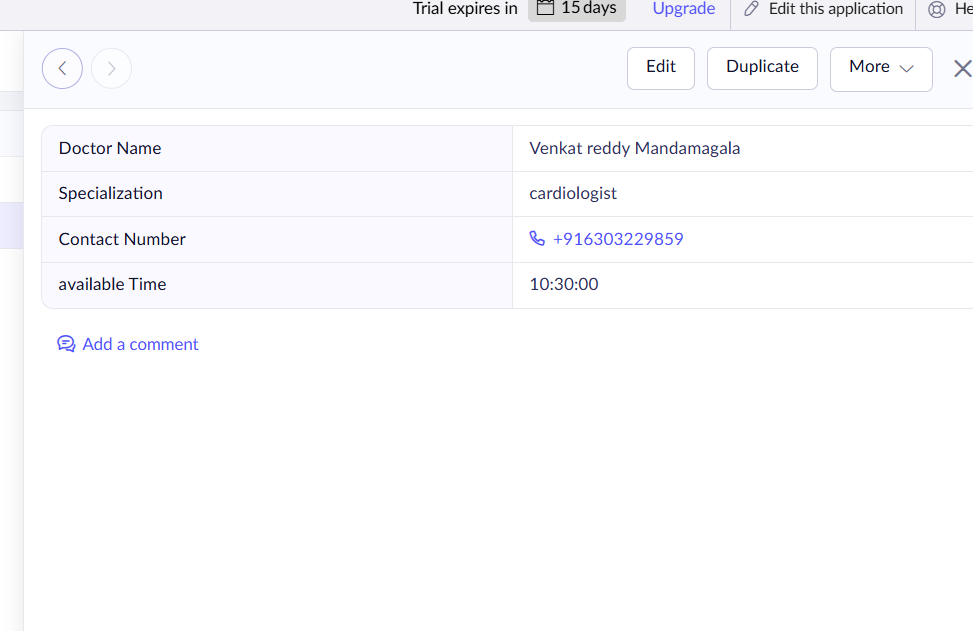 Trial expires in 15 days Upgrade Edit this application He
Edit Duplicate More
Doctor Name Venkat reddy Mandamagala
Specialization cardiologist
Contact Number +916303229859
available Time 10:30:00
Add a comment